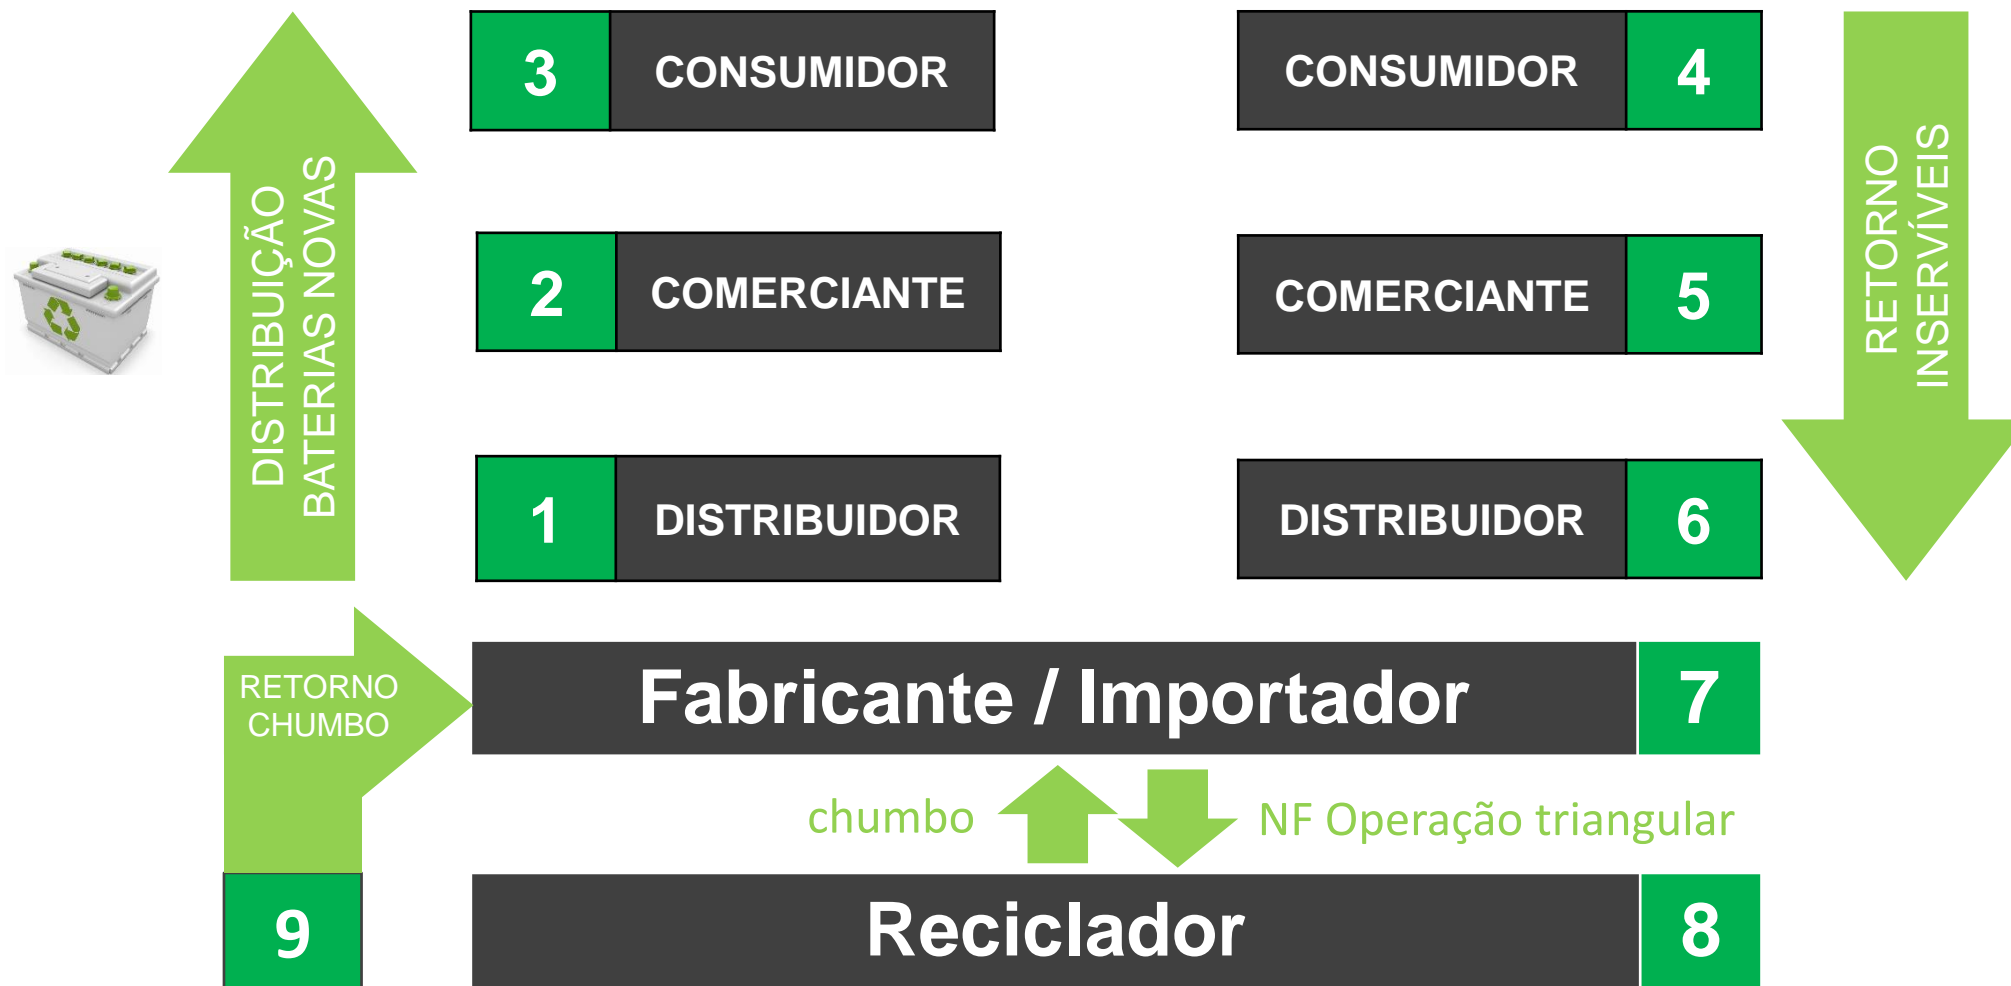 3 CONSUMIDOR
CONSUMIDOR 4
DISTRIBUIÇÃO
BATERIAS NOVAS
RETORNO
INSERVÍVEIS
2 COMERCIANTE
COMERCIANTE 5
1 DISTRIBUIDOR
DISTRIBUIDOR 6
RETORNO
CHUMBO
Fabricante / Importador 7
chumbo
NF Operação triangular
9
Reciclador 8